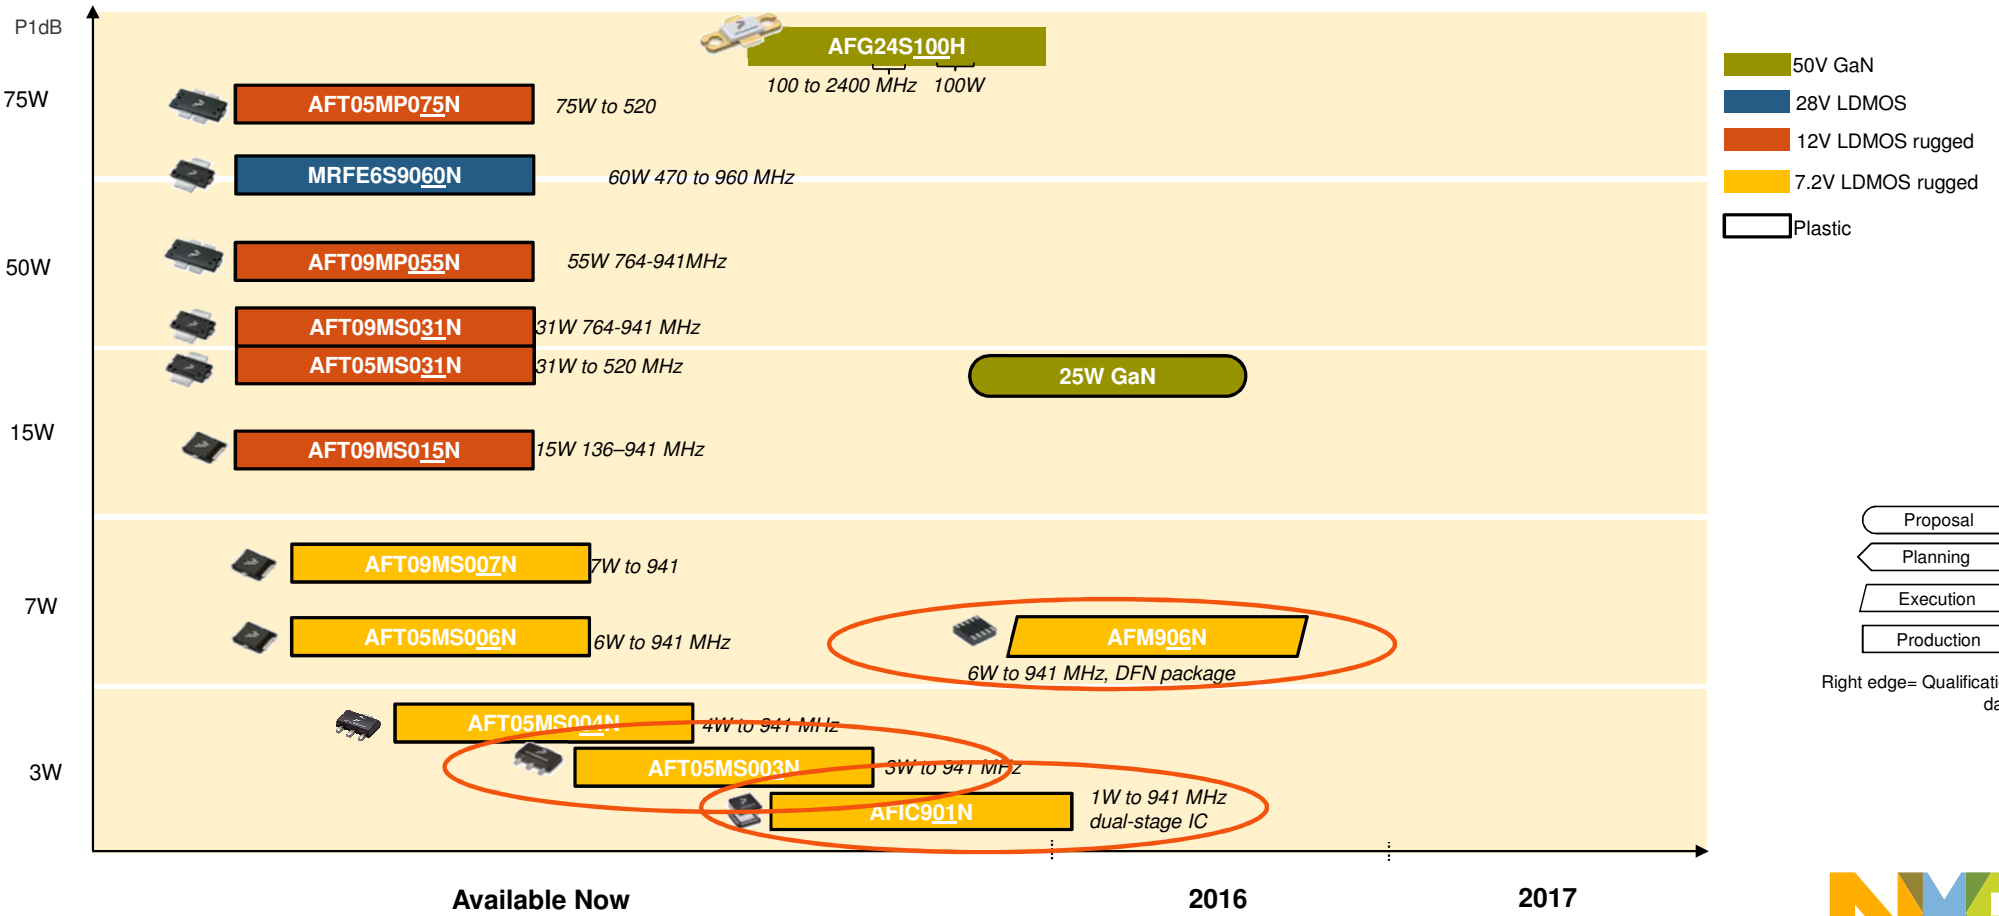 P1dB
AFG24S100H
50V GaN
100 to 2400 MHz 100W
75W
AFT05MP075N
75W to 520
28V LDMOS
12V LDMOS rugged
MRFE6S9060N
60W 470 to 960 MHz
7.2V LDMOS rugged
Plastic
50W
AFT09MP055N
55W 764-941MHz
AFT09MS031N
31W 764-941 MHz
AFT05MS031N
31W to 520 MHz
25W GaN
15W
AFT09MS015N
15W 136–941 MHz
Proposal
Planning
AFT09MS007N
7W to 941
Execution
7W
AFT05MS006N
6W to 941 MHz
AFM906N
Production
6W to 941 MHz, DFN package
Right edge= Qualificati
da
AFT05MS004N
4W to 941 MHz
3W
AFT05MS003N
3W to 941 MHz
AFIC901N
1W to 941 MHz
dual-stage IC
Available Now
2016
2017